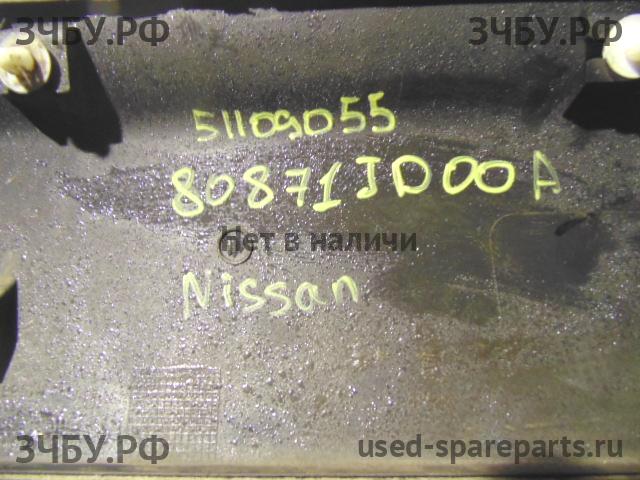 ЗЧБУ.РФ ЗЧБУ.РФ
51109055
80871JD00A
Нет в наличи
Nissan
ЗЧБУ.РФ used-spareparts.ru